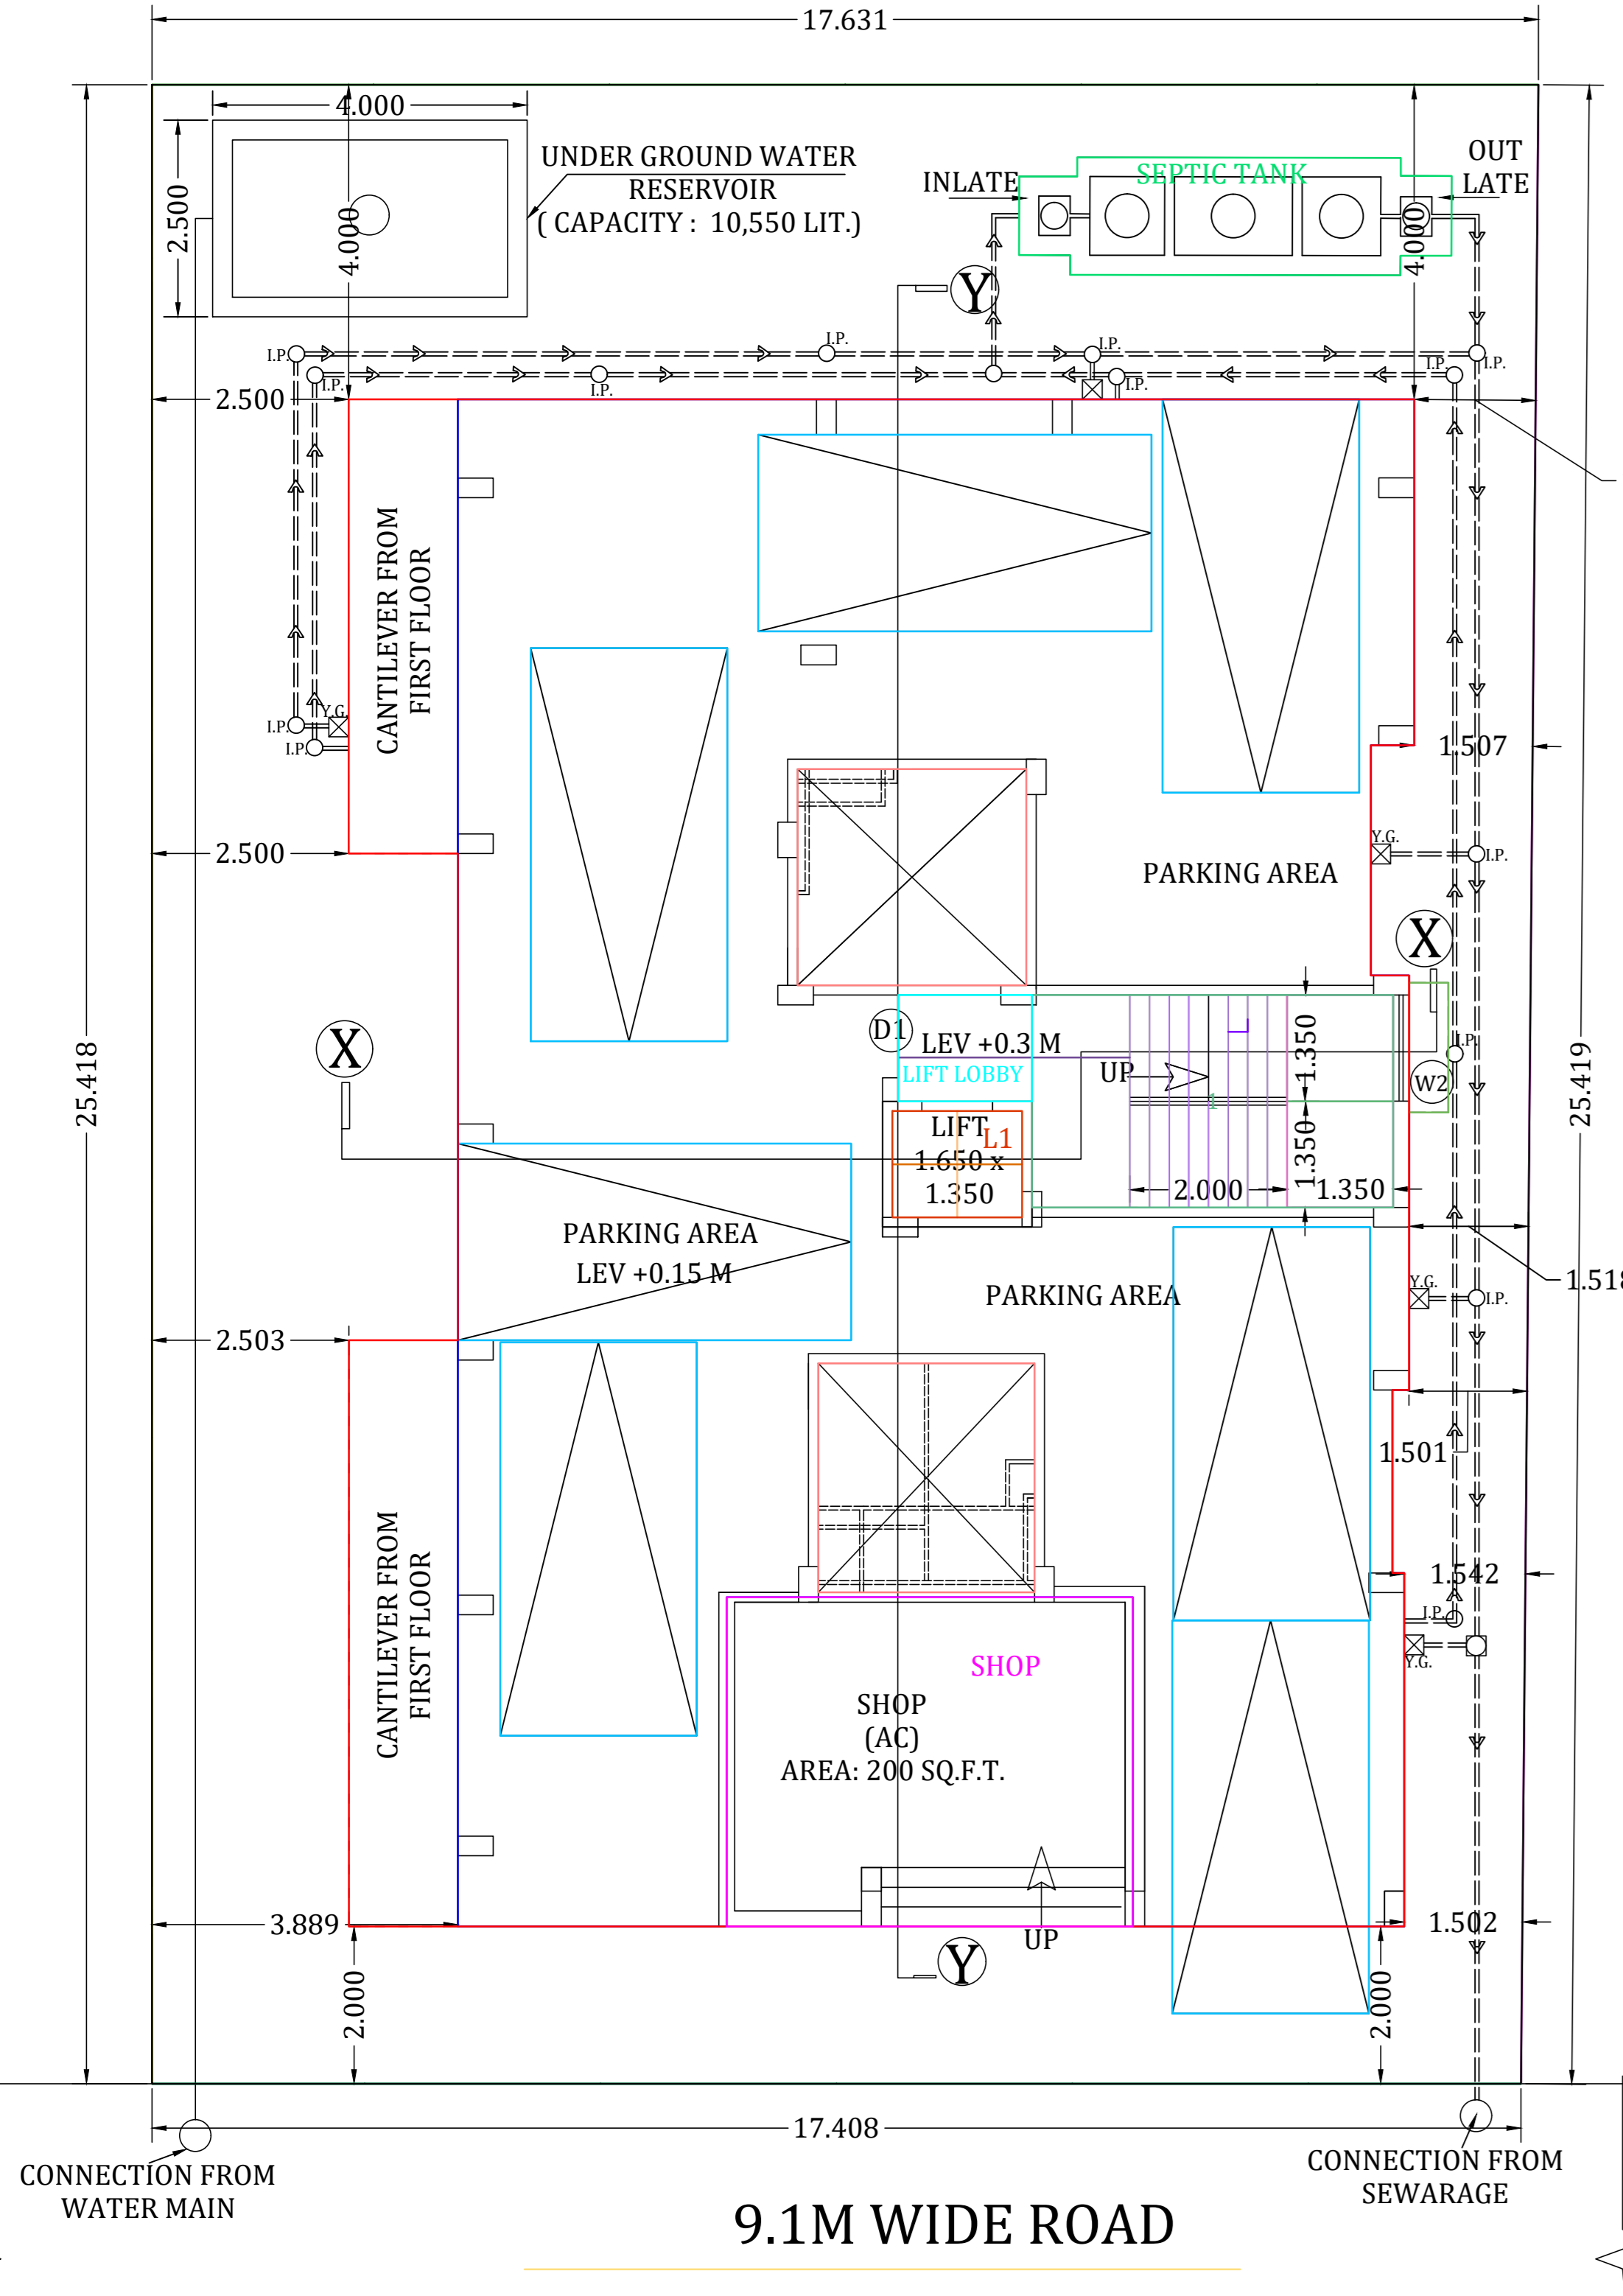 17.631
4.000
UNDER GROUND WATER
RESERVOIR
( CAPACITY : 10,550 LIT.)
2.500
4.000
INLATE
SEPTIC TANK
OUT
LATE
4.000
Y
I.P.
I.P.
I.P.
I.P.
I.P.
I.P.
I.P.
I.P.
2.500
CANTILEVER FROM
FIRST FLOOR
Y.G.
I.P.
I.P.
1.507
2.500
PARKING AREA
Y.G.
I.P.
X
X
D1
LEV +0.3 M
LIFT LOBBY
UP
1.350
I.P.
W2
25.418
25.419
LIFT
L1
1.650 x
1.350
1.350
2.000
1.350
PARKING AREA
LEV +0.15 M
PARKING AREA
Y.G.
I.P.
1.518
2.503
1.501
CANTILEVER FROM
FIRST FLOOR
1.542
I.P.
Y.G.
SHOP
SHOP
(AC)
AREA: 200 SQ.F.T.
3.889
UP
1.502
Y
2.000
2.000
17.408
CONNECTION FROM
WATER MAIN
CONNECTION FROM
SEWARAGE
9.1M WIDE ROAD